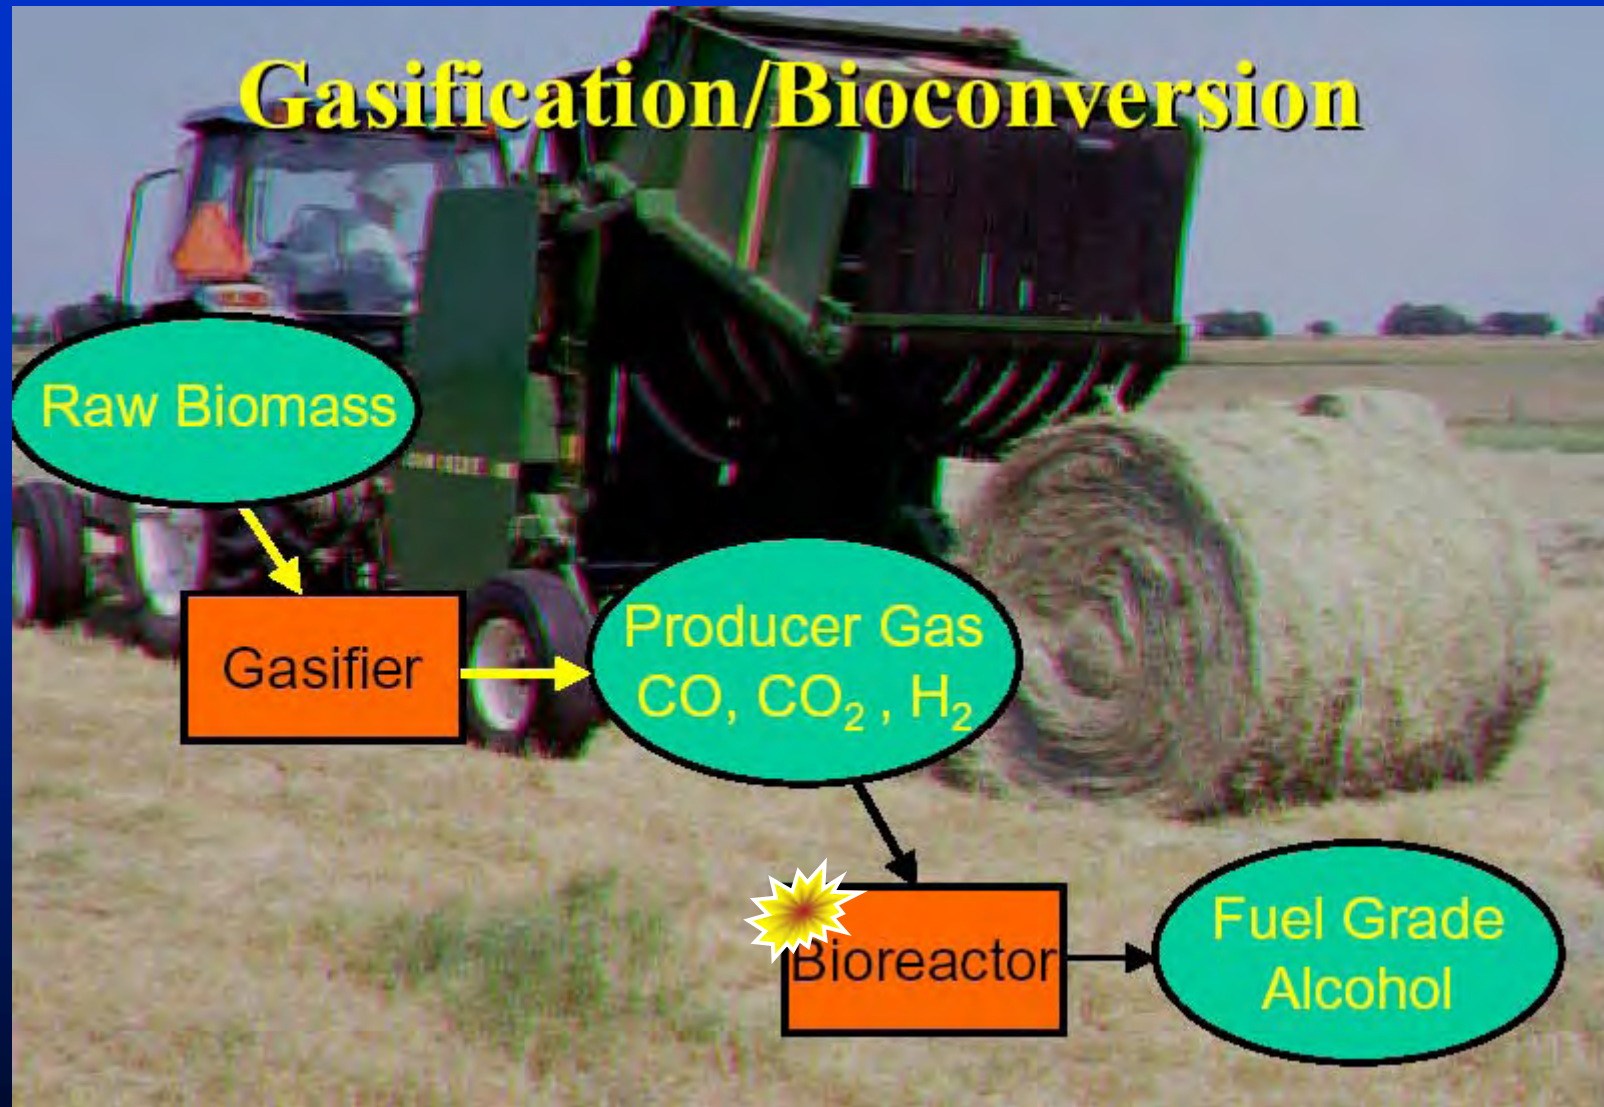 Gasification/Bioconversion
Raw Biomass
Gasifier
Producer Gas
CO, CO₂ , H₂
Bioreactor
Fuel Grade
Alcohol